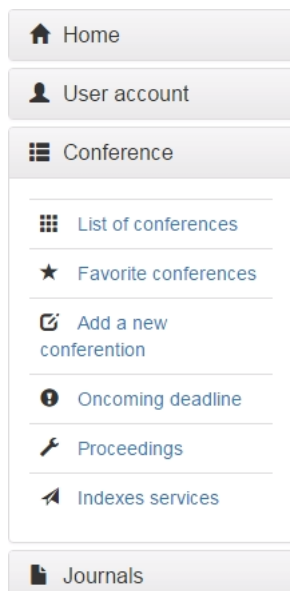 Home
User account
Conference
List of conferences
Favorite conferences
Add a new
conferention
Oncoming deadline
Proceedings
Indexes services
Journals